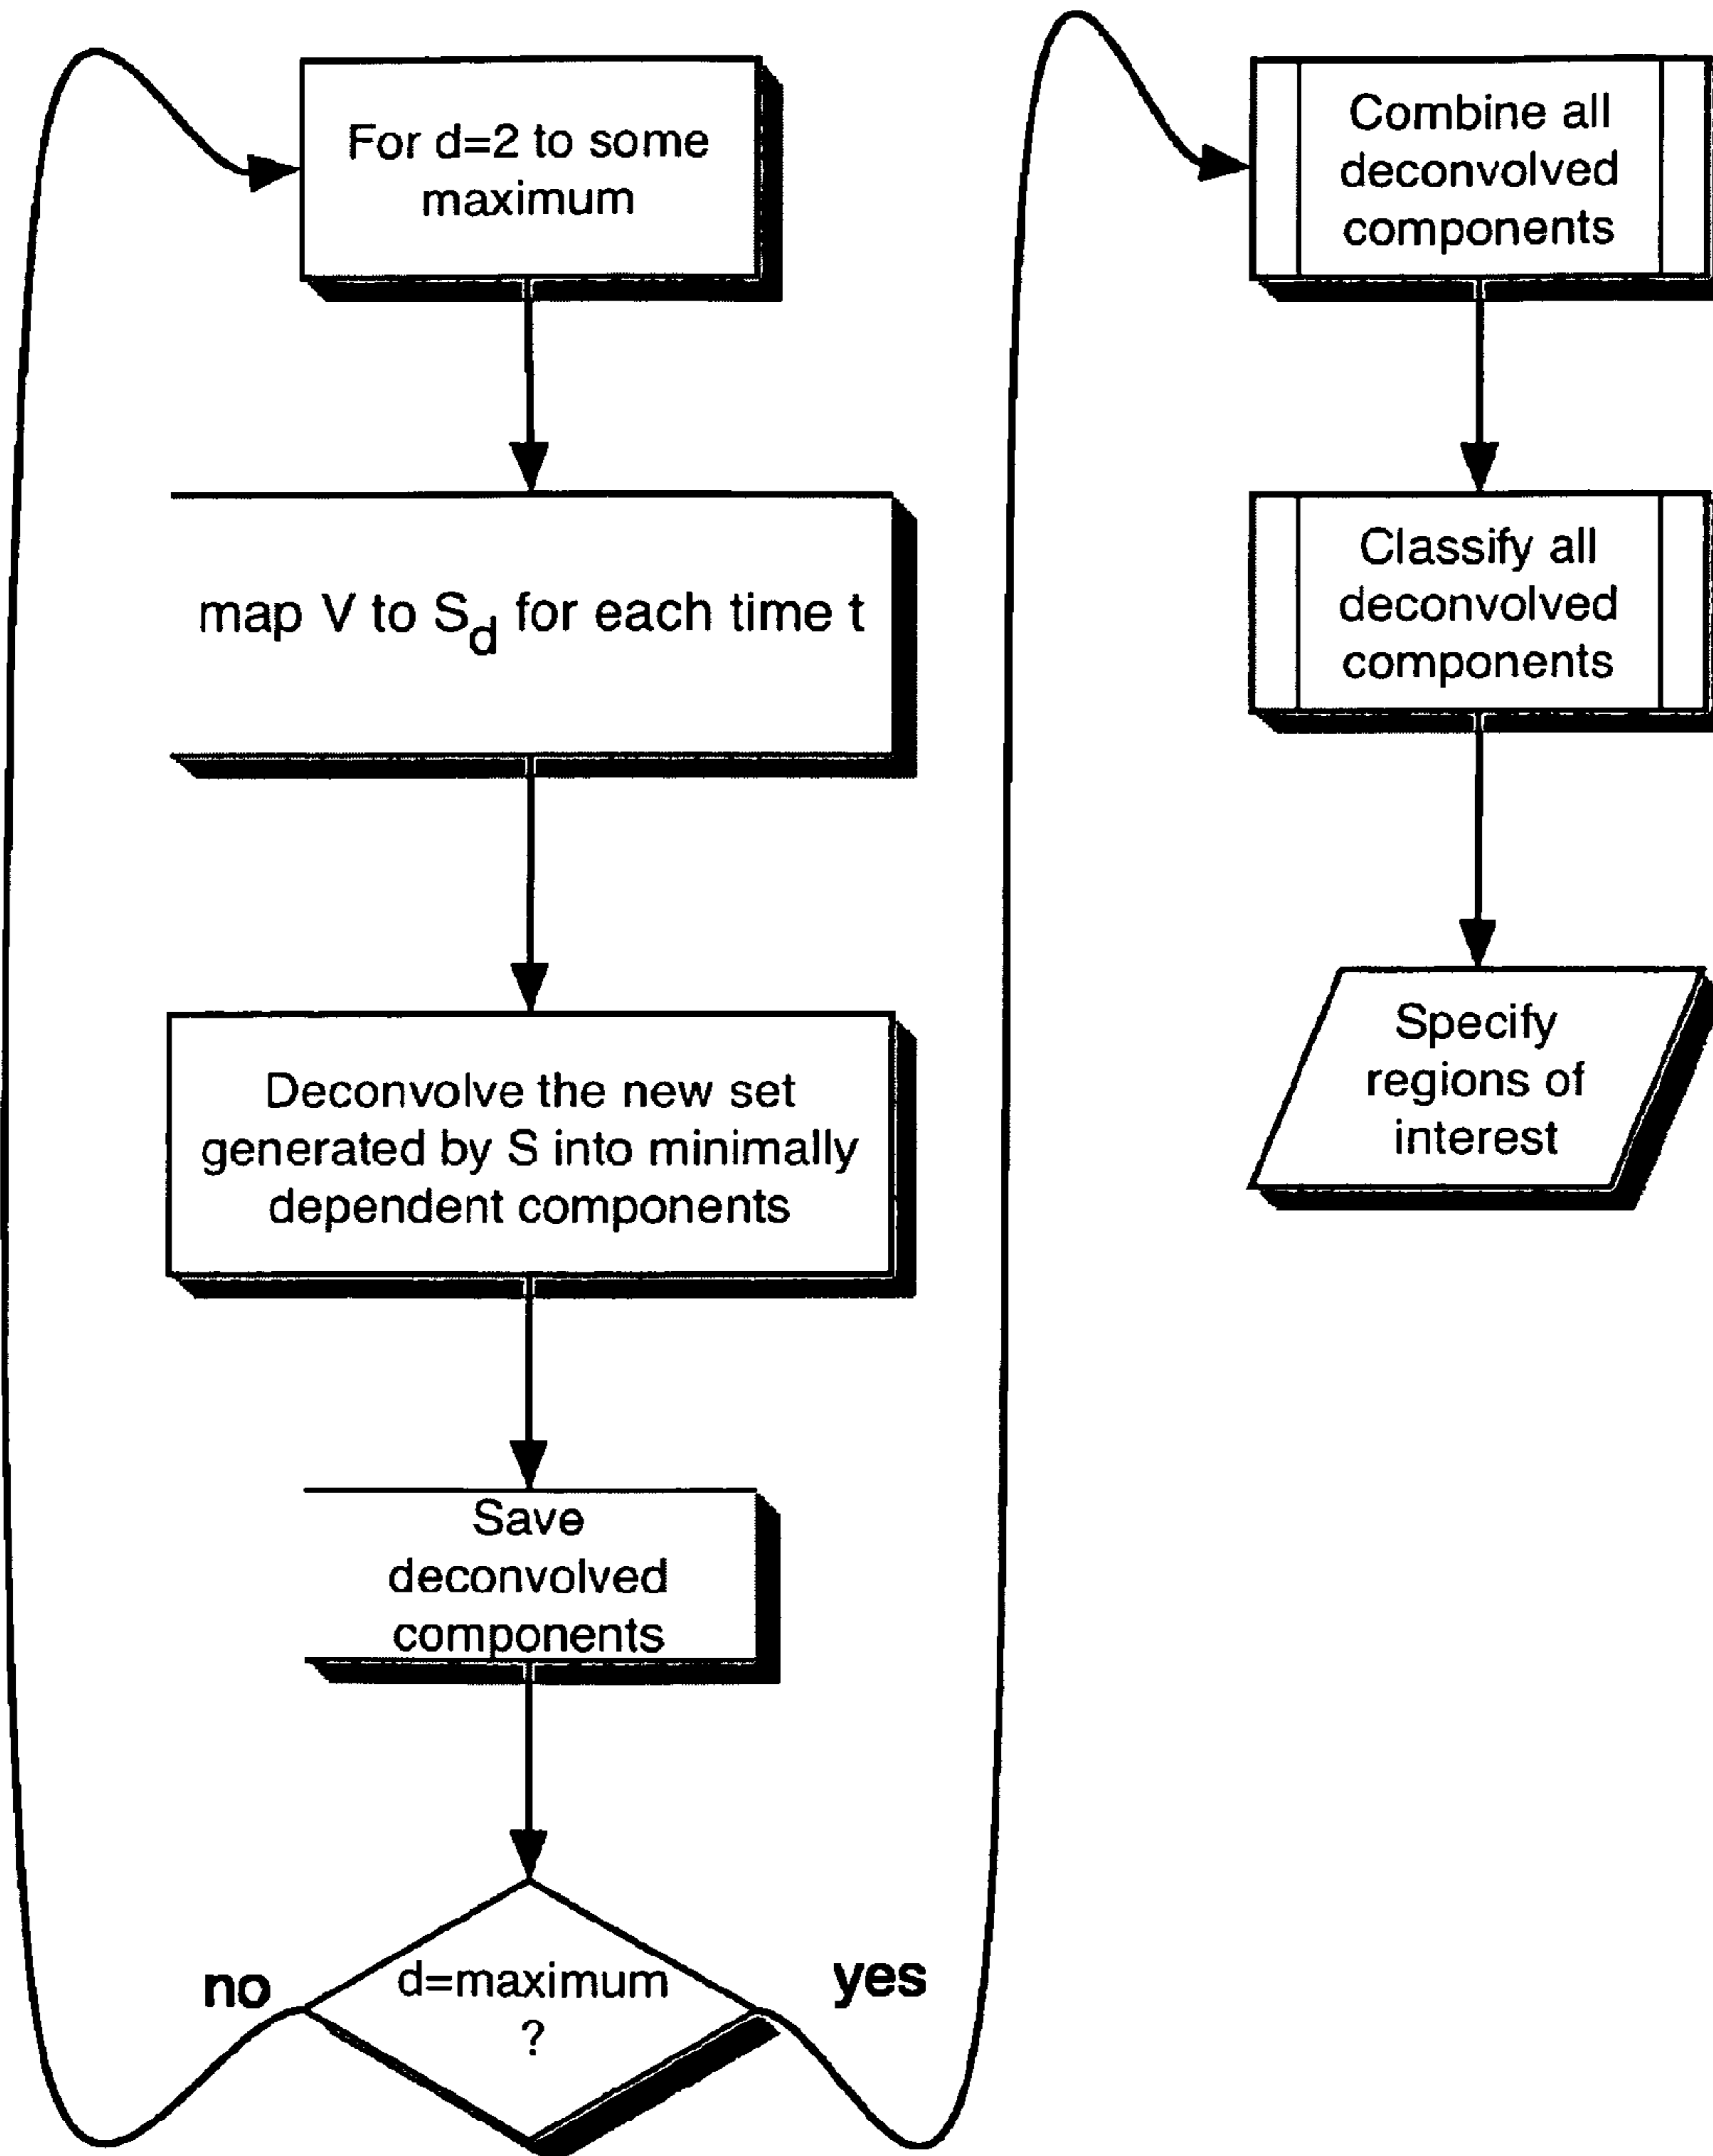 For d=2 to some
maximum
map V to S_d for each time t
Deconvolve the new set
generated by S into minimally
dependent components
Save
deconvolved
components
d=maximum
?
no
yes
Combine all
deconvolved
components
Classify all
deconvolved
components
Specify
regions of
interest